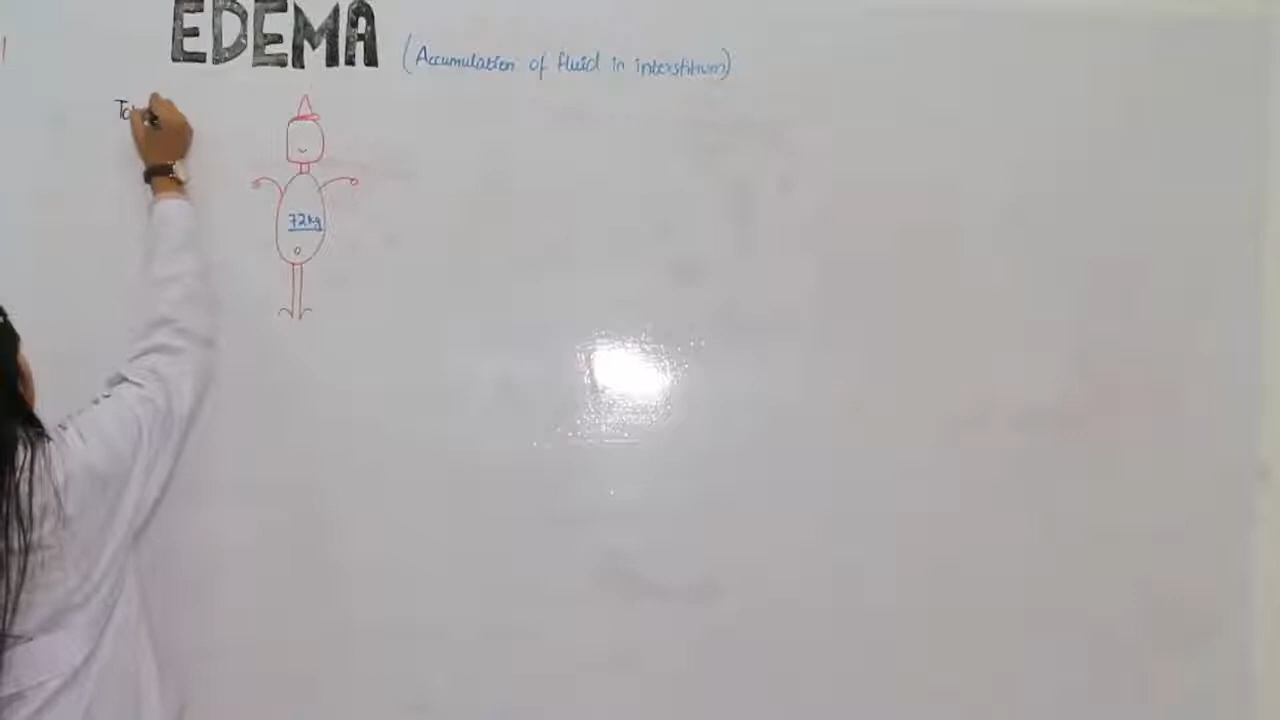 EDEMA
(Accumulation of fluid in interstitium)
72kg